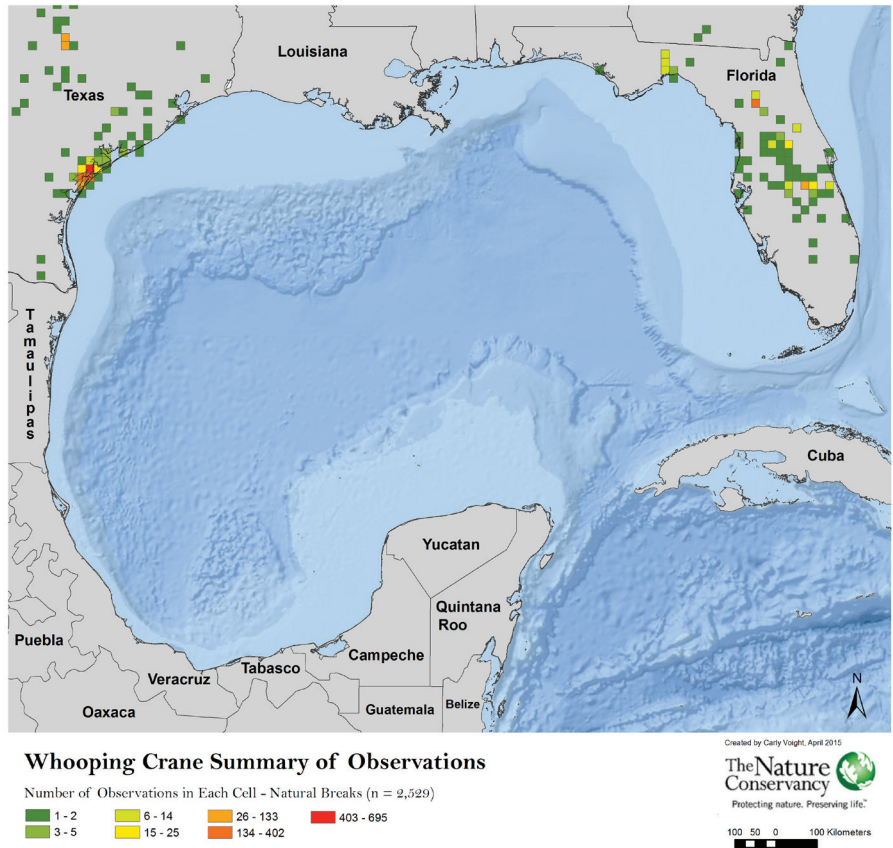 Louisiana
Texas
Florida
Tamaulipas
Cuba
Yucatan
Quintana
Roo
Puebla
Campeche
Veracruz
Tabasco
Oaxaca
Guatemala
Belize
N
Created by Carly Voight, April 2015
Whooping Crane Summary of Observations
The Nature
Conservancy
Protecting nature. Preserving life.™
Number of Observations in Each Cell - Natural Breaks (n = 2,529)
1 - 2
6 - 14
26 - 133
403 - 695
3 - 5
15 - 25
134 - 402
100 50 0 100 Kilometers